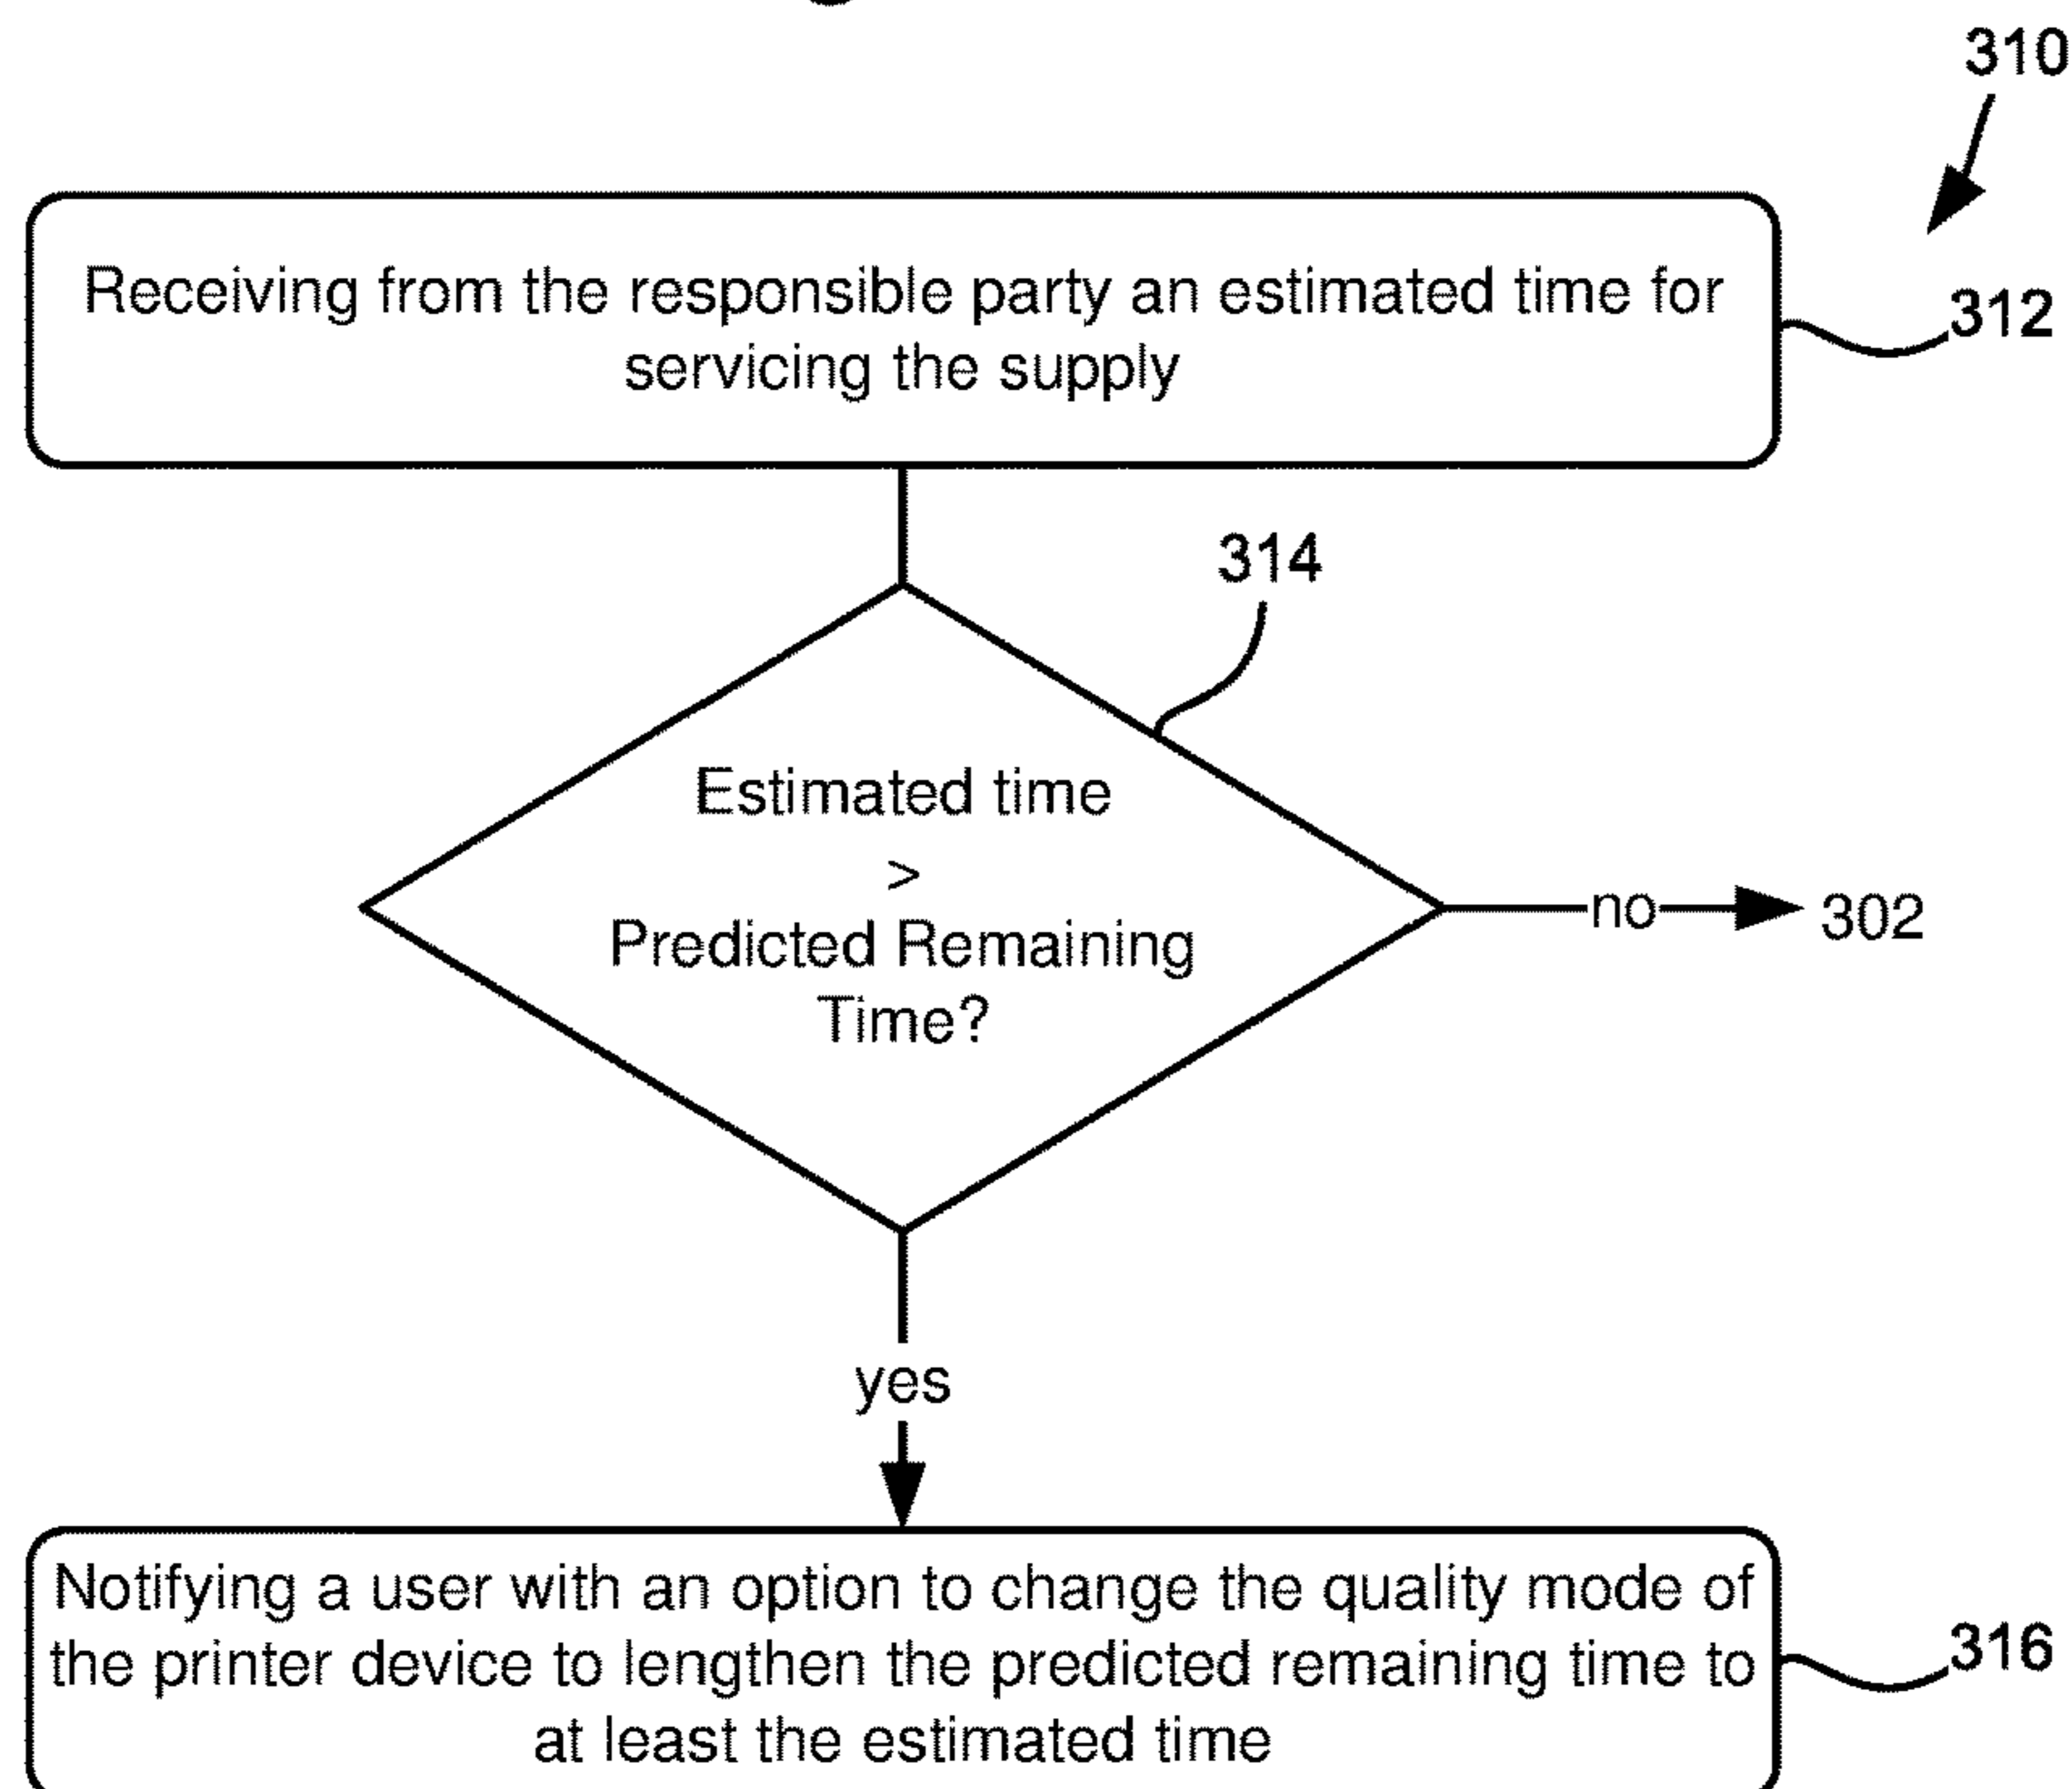 310
Receiving from the responsible party an estimated time for
servicing the supply
312
314
Estimated time
>
Predicted Remaining
Time?
no
302
yes
Notifying a user with an option to change the quality mode of
the printer device to lengthen the predicted remaining time to
at least the estimated time
316